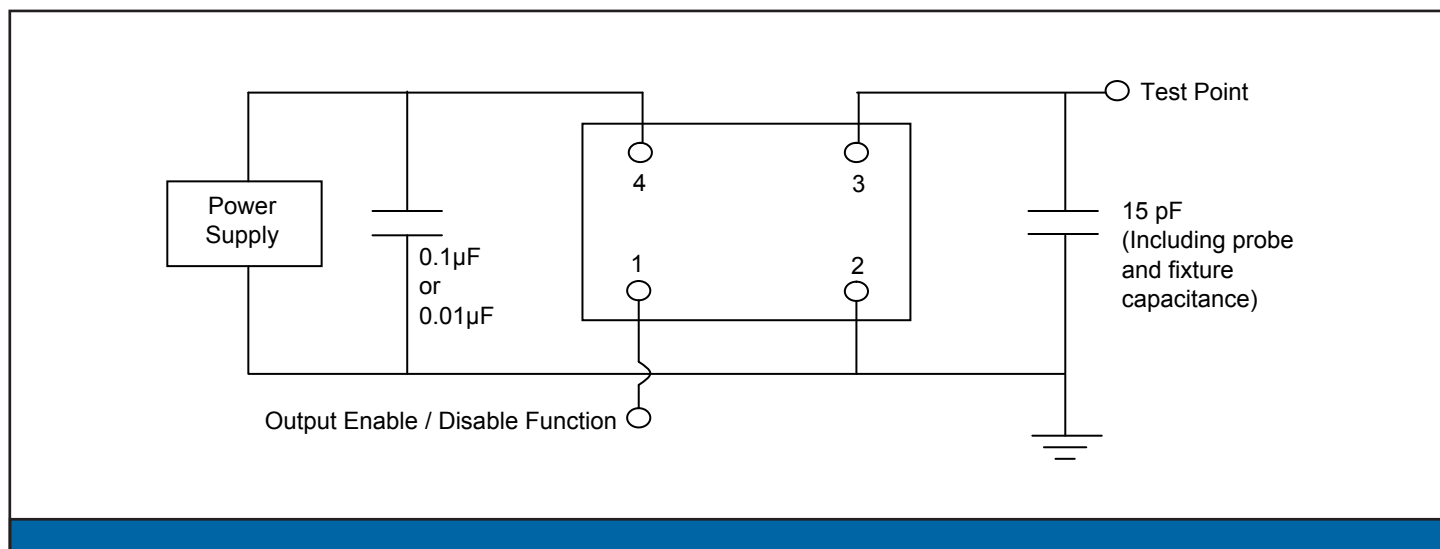 Test Point
4
3
Power
Supply
15 pF
(Including probe
and fixture
capacitance)
0.1µF
or
0.01µF
1
2
Output Enable / Disable Function